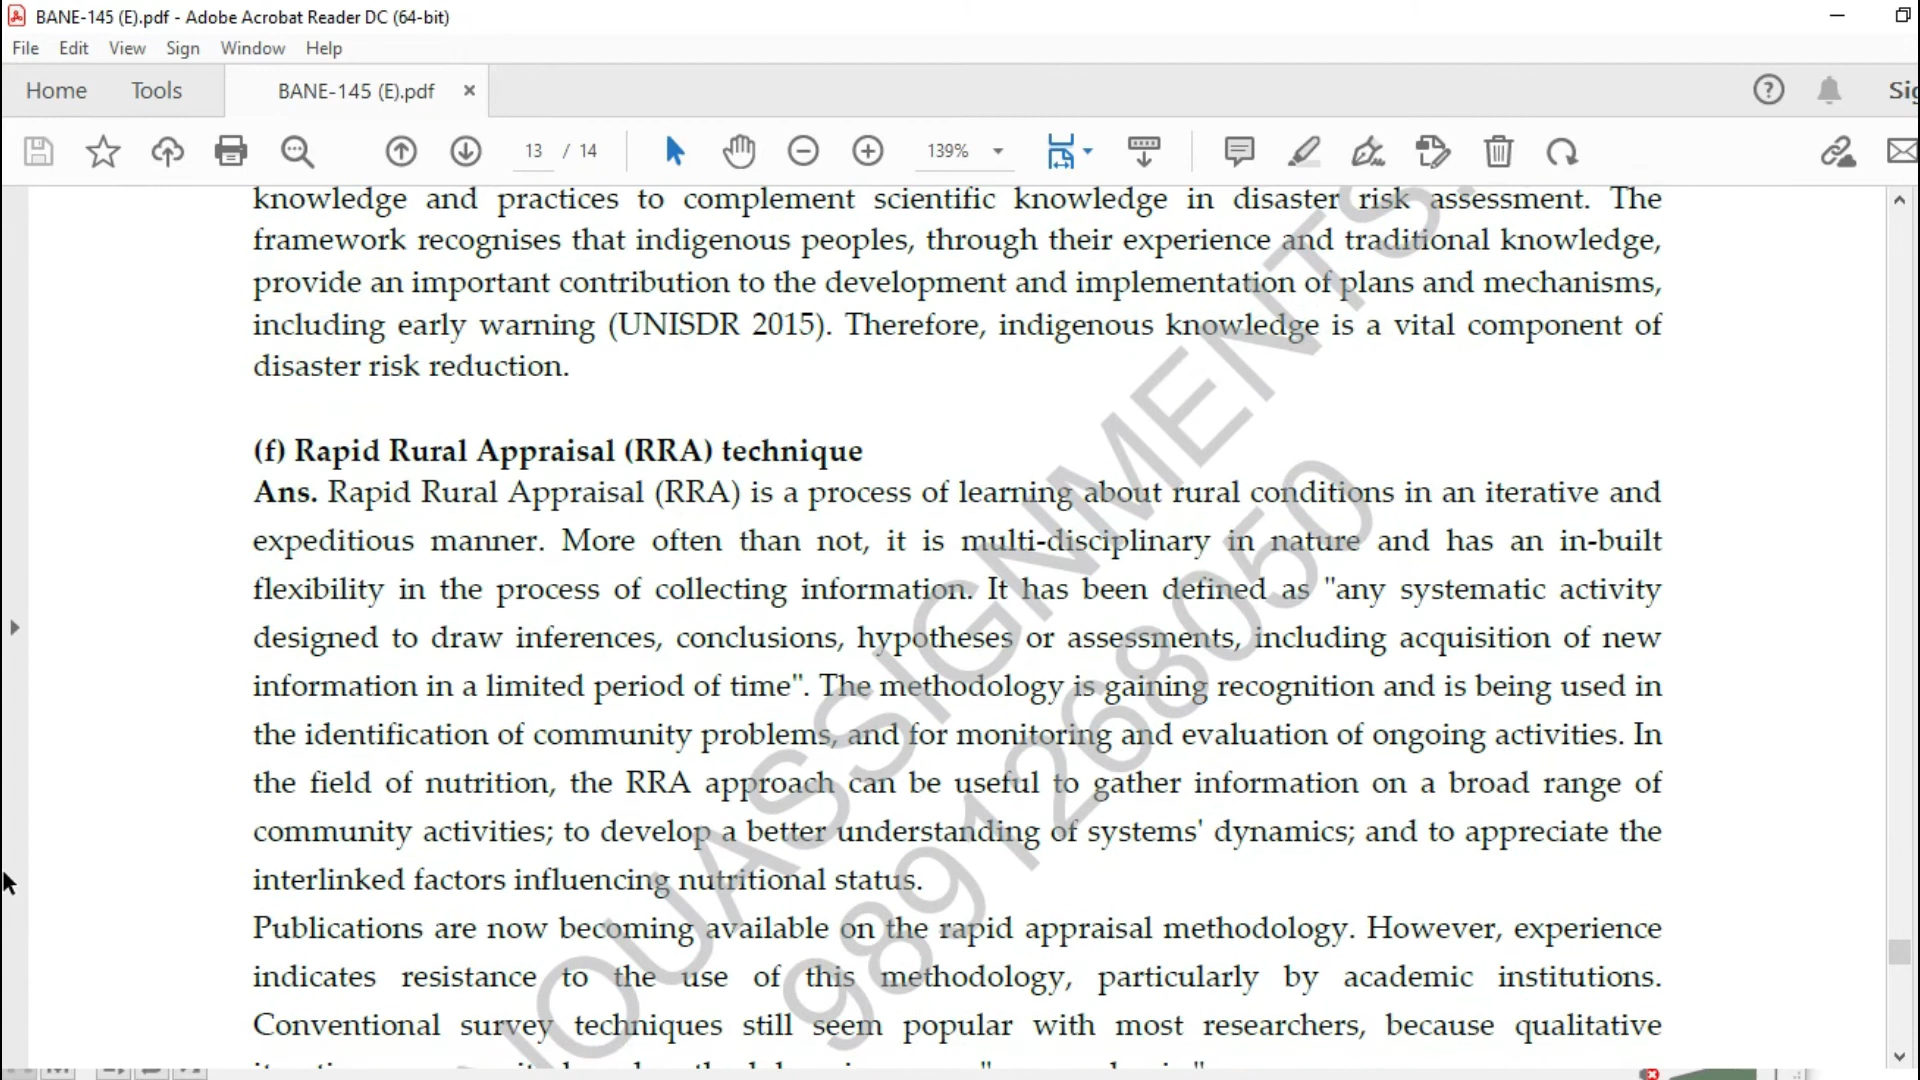 BANE-145 (E).pdf - Adobe Acrobat Reader DC (64-bit)
File Edit View Sign Window Help
Home Tools BANE-145 (E).pdf ×
13 / 14 139%
knowledge and practices to complement scientific knowledge in disaster risk assessment. The
framework recognises that indigenous peoples, through their experience and traditional knowledge,
provide an important contribution to the development and implementation of plans and mechanisms,
including early warning (UNISDR 2015). Therefore, indigenous knowledge is a vital component of
disaster risk reduction.
(f) Rapid Rural Appraisal (RRA) technique
Ans. Rapid Rural Appraisal (RRA) is a process of learning about rural conditions in an iterative and
expeditious manner. More often than not, it is multi-disciplinary in nature and has an in-built
flexibility in the process of collecting information. It has been defined as "any systematic activity
designed to draw inferences, conclusions, hypotheses or assessments, including acquisition of new
information in a limited period of time". The methodology is gaining recognition and is being used in
the identification of community problems, and for monitoring and evaluation of ongoing activities. In
the field of nutrition, the RRA approach can be useful to gather information on a broad range of
community activities; to develop a better understanding of systems' dynamics; and to appreciate the
interlinked factors influencing nutritional status.
Publications are now becoming available on the rapid appraisal methodology. However, experience
indicates resistance to the use of this methodology, particularly by academic institutions.
Conventional survey techniques still seem popular with most researchers, because qualitative
OUASSIGNMENTS.
9891268050